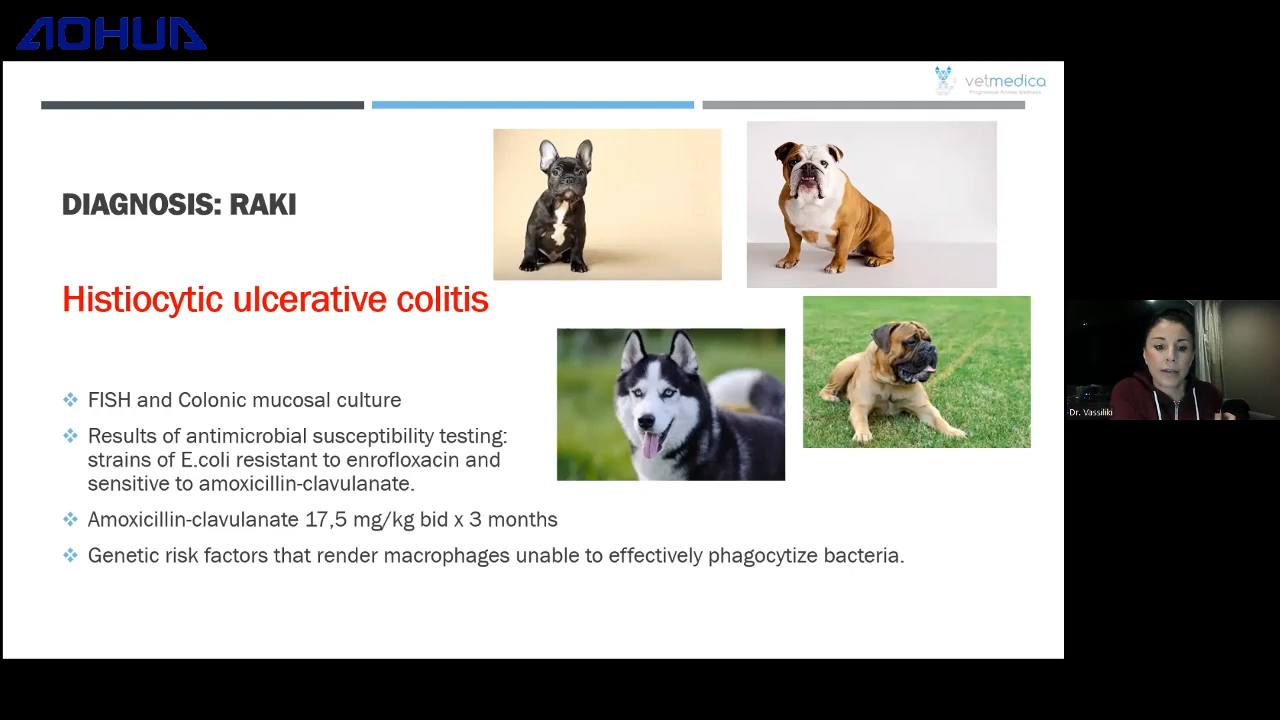 AOHUA
vetmedica
DIAGNOSIS: RAKI
Histiocytic ulcerative colitis
FISH and Colonic mucosal culture
Results of antimicrobial susceptibility testing:
strains of E.coli resistant to enrofloxacin and
sensitive to amoxicillin-clavulanate.
Amoxicillin-clavulanate 17,5 mg/kg bid x 3 months
Genetic risk factors that render macrophages unable to effectively phagocytize bacteria.
Dr. Vassiliki